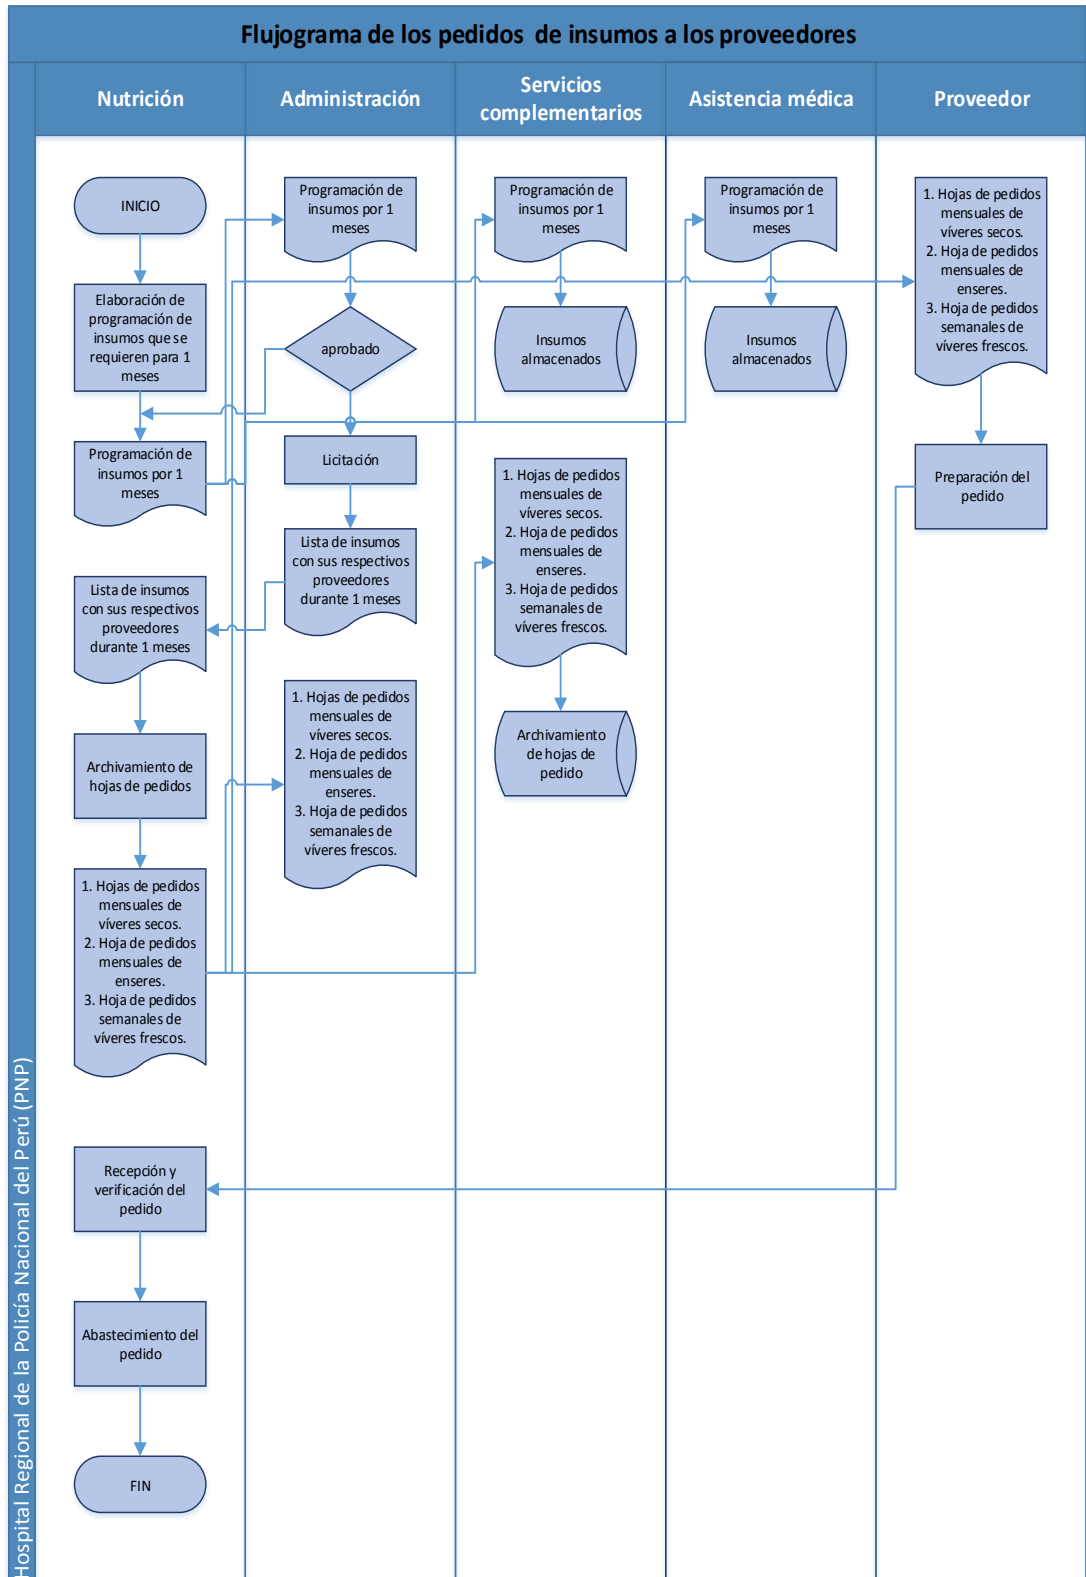 Flujograma de los pedidos de insumos a los proveedores
Hospital Regional de la Policía Nacional del Perú (PNP)
Nutrición
Administración
Servicios
complementarios
Asistencia médica
Proveedor
INICIO
Elaboración de
programación de
insumos que se
requieren para 1
meses
Programación de
insumos por 1
meses
Lista de insumos
con sus respectivos
proveedores
durante 1 meses
Archivamiento de
hojas de pedidos
1. Hojas de pedidos
mensuales de
víveres secos.
2. Hoja de pedidos
mensuales de
enseres.
3. Hoja de pedidos
semanales de
víveres frescos.
Recepción y
verificación del
pedido
Abastecimiento del
pedido
FIN
Programación de
insumos por 1
meses
aprobado
Licitación
Lista de insumos
con sus respectivos
proveedores
durante 1 meses
1. Hojas de pedidos
mensuales de
víveres secos.
2. Hoja de pedidos
mensuales de
enseres.
3. Hoja de pedidos
semanales de
víveres frescos.
Programación de
insumos por 1
meses
Insumos
almacenados
1. Hojas de pedidos
mensuales de
víveres secos.
2. Hoja de pedidos
mensuales de
enseres.
3. Hoja de pedidos
semanales de
víveres frescos.
Archivamiento
de hojas de
pedido
Programación de
insumos por 1
meses
Insumos
almacenados
1. Hojas de pedidos
mensuales de
víveres secos.
2. Hoja de pedidos
mensuales de
enseres.
3. Hoja de pedidos
semanales de
víveres frescos.
Preparación del
pedido